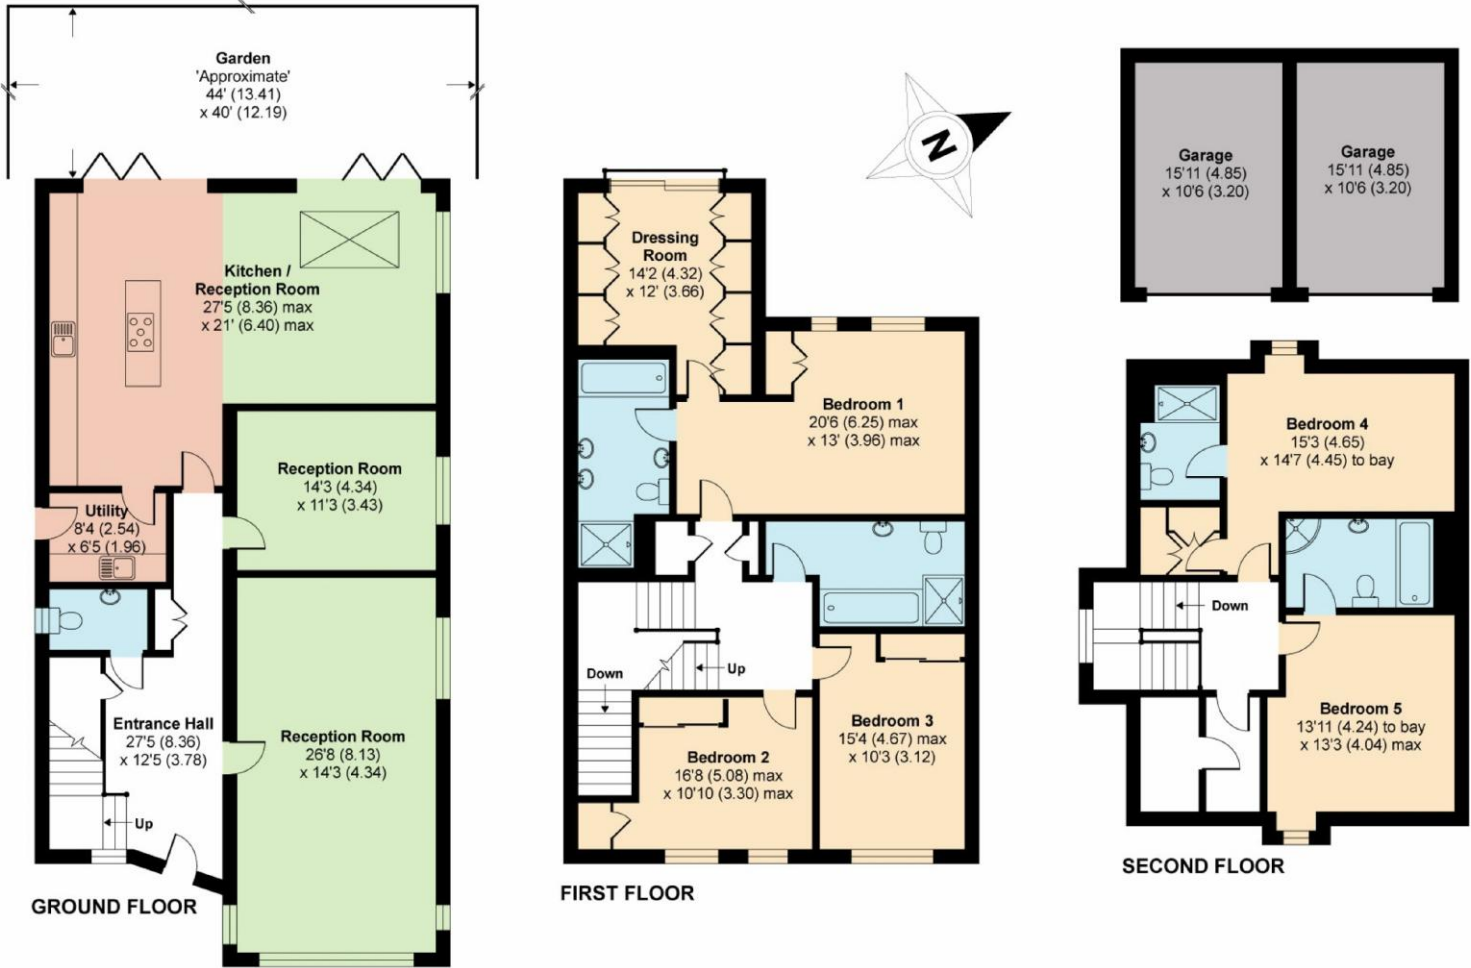 Garden
'Approximate'
44' (13.41)
x 40' (12.19)
Kitchen /
Reception Room
27'5 (8.36) max
x 21' (6.40) max
Reception Room
14'3 (4.34)
x 11'3 (3.43)
Utility
8'4 (2.54)
x 6'5 (1.96)
Entrance Hall
27'5 (8.36)
x 12'5 (3.78)
Reception Room
26'8 (8.13)
x 14'3 (4.34)
Up
GROUND FLOOR
N
Dressing
Room
14'2 (4.32)
x 12' (3.66)
Bedroom 1
20'6 (6.25) max
x 13' (3.96) max
Down
Up
Bedroom 2
16'8 (5.08) max
x 10'10 (3.30) max
Bedroom 3
15'4 (4.67) max
x 10'3 (3.12)
FIRST FLOOR
Garage
15'11 (4.85)
x 10'6 (3.20)
Garage
15'11 (4.85)
x 10'6 (3.20)
Bedroom 4
15'3 (4.65)
x 14'7 (4.45) to bay
Down
Bedroom 5
13'11 (4.24) to bay
x 13'3 (4.04) max
SECOND FLOOR